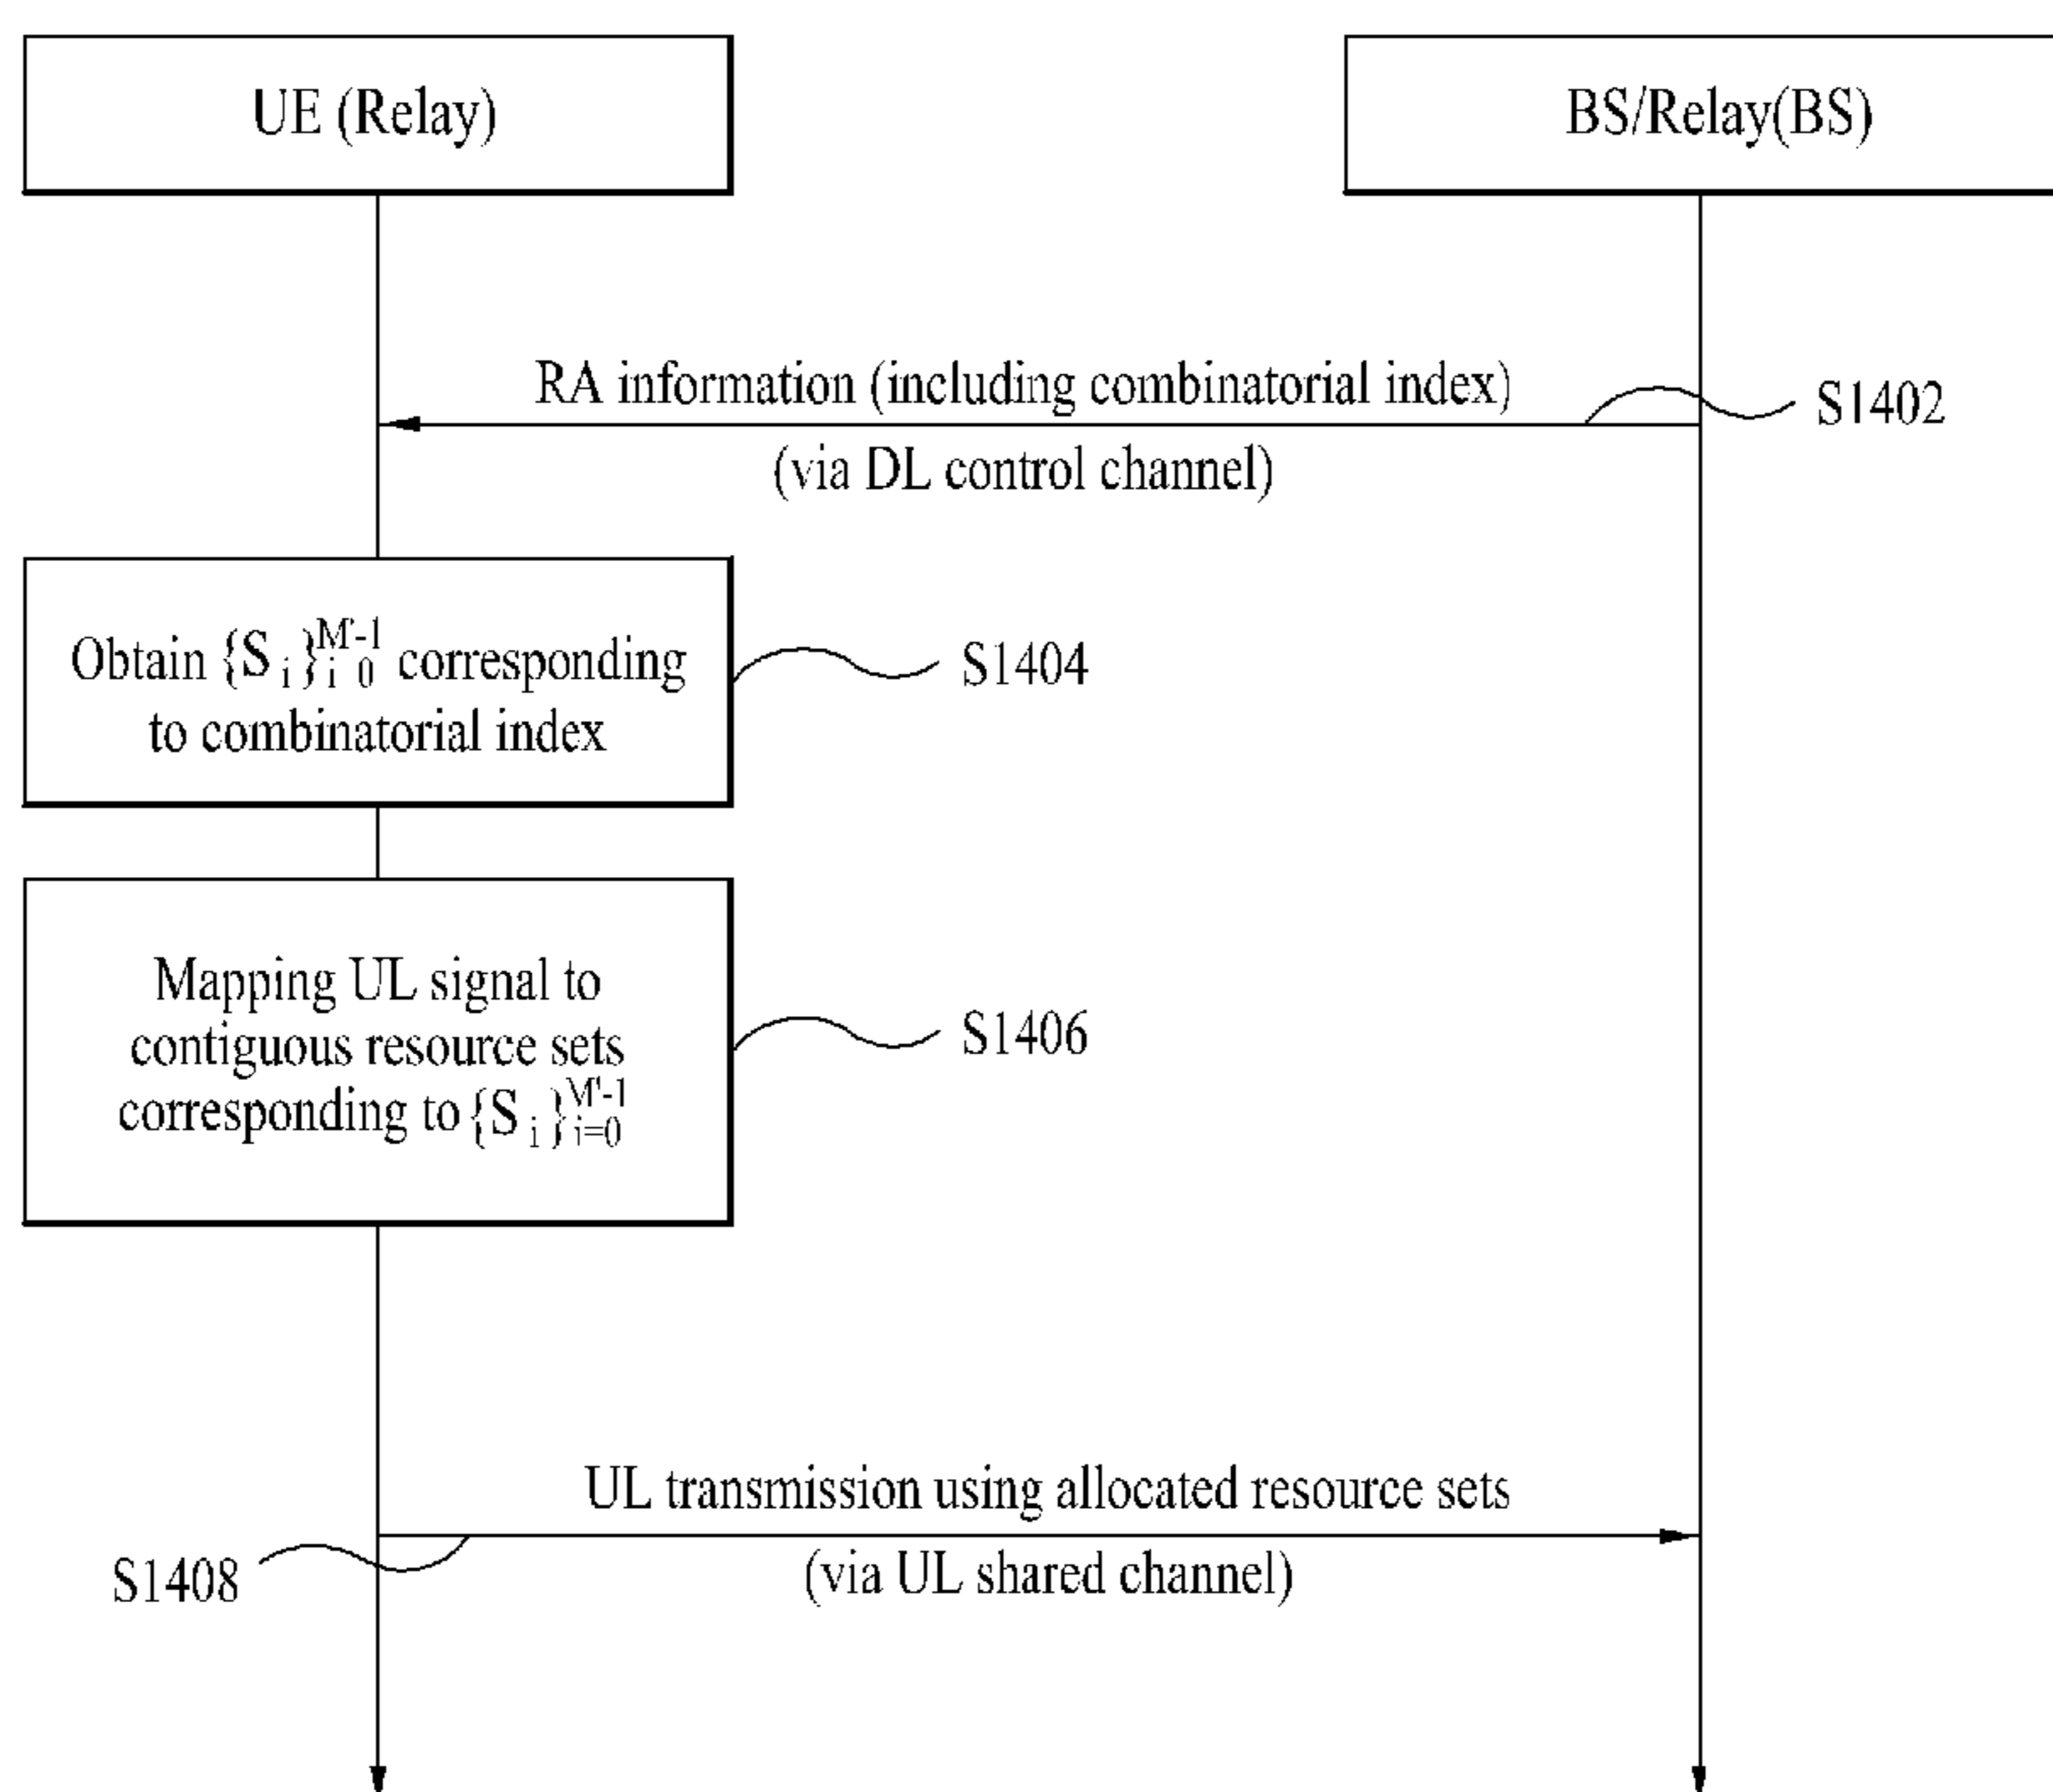 UE (Relay)
BS/Relay(BS)
RA information (including combinatorial index)
S1402
(via DL control channel)
Obtain {S i}^{M'-1}_{i 0} corresponding
to combinatorial index
S1404
Mapping UL signal to
contiguous resource sets
corresponding to {S i}^{M'-1}_{i=0}
S1406
UL transmission using allocated resource sets
S1408
(via UL shared channel)